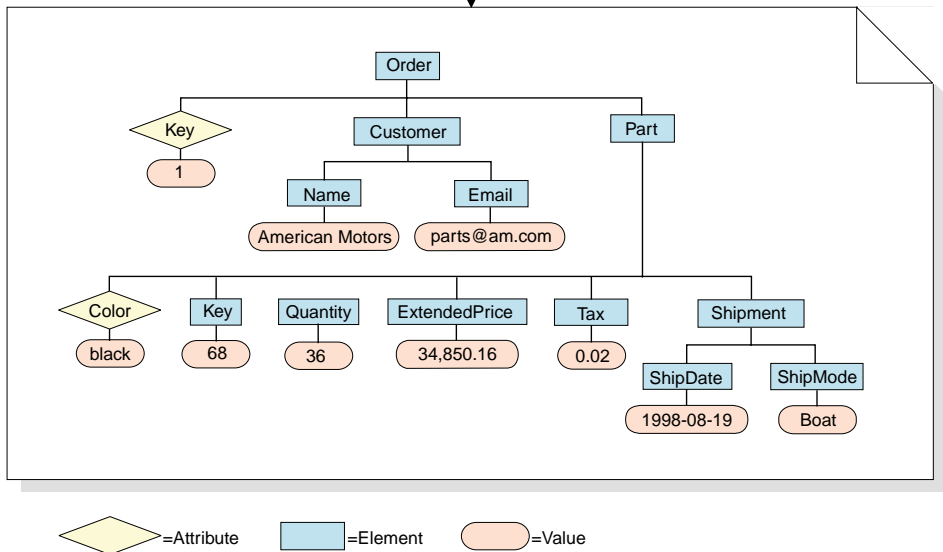 Order
Key
Customer
Part
1
Name
Email
American Motors
parts@am.com
Color
Key
Quantity
ExtendedPrice
Tax
Shipment
black
68
36
34,850.16
0.02
ShipDate
ShipMode
1998-08-19
Boat
=Attribute
=Element
=Value